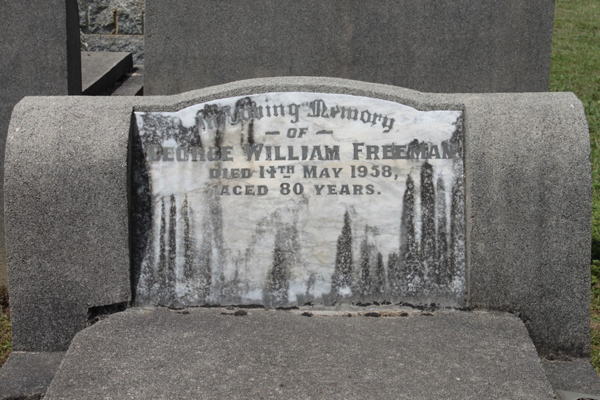 In Loving Memory
OF
GEORGE WILLIAM FREEMAN
DIED 14TH MAY 1958,
AGED 80 YEARS.